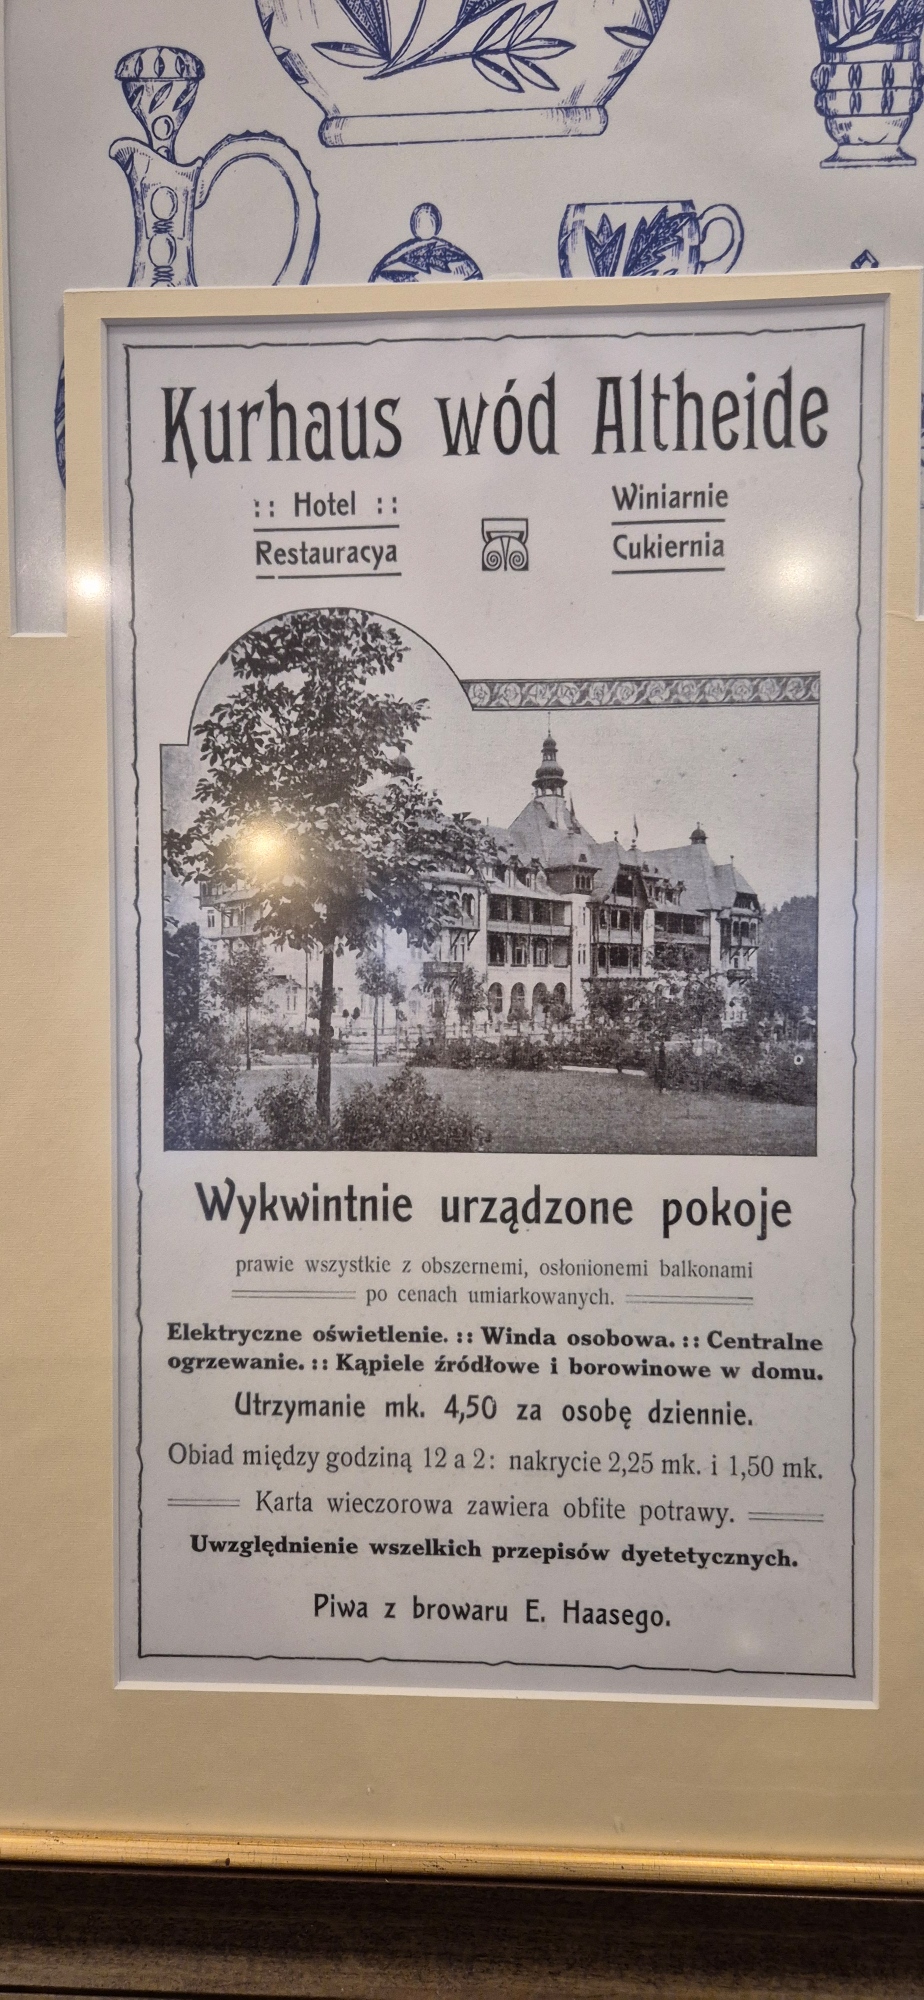 Kurhaus wód Altheide
:: Hotel ::
Restauracya
Winiarnie
Cukiernia
Wykwintnie urządzone pokoje
prawie wszystkie z obszernemi, osłonionemi balkonami
po cenach umiarkowanych.
Elektryczne oświetlenie. :: Winda osobowa. :: Centralne
ogrzewanie. :: Kąpiele źródłowe i borowinowe w domu.
Utrzymanie mk. 4,50 za osobę dziennie.
Obiad między godziną 12 a 2: nakrycie 2,25 mk. i 1,50 mk.
Karta wieczorowa zawiera obfite potrawy.
Uwzględnienie wszelkich przepisów dyetetycznych.
Piwa z browaru E. Haasego.